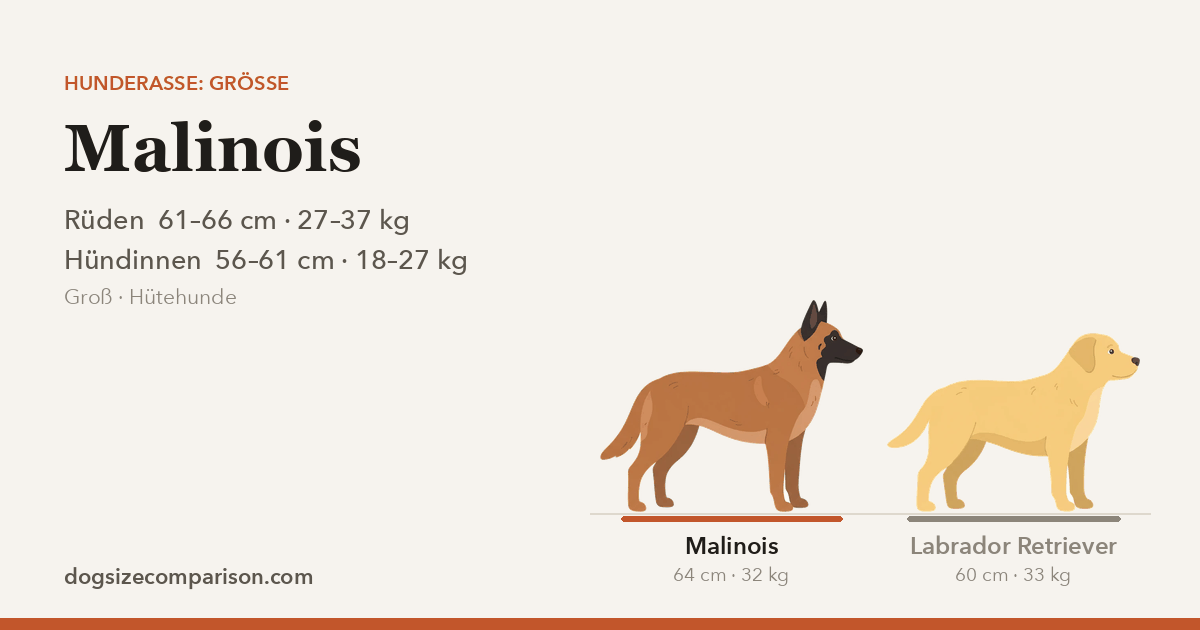 HUNDERASSE: GRÖSSE
Malinois
Rüden 61–66 cm · 27–37 kg
Hündinnen 56–61 cm · 18–27 kg
Groß · Hütehunde
Malinois
64 cm · 32 kg
Labrador Retriever
60 cm · 33 kg
dogsizecomparison.com